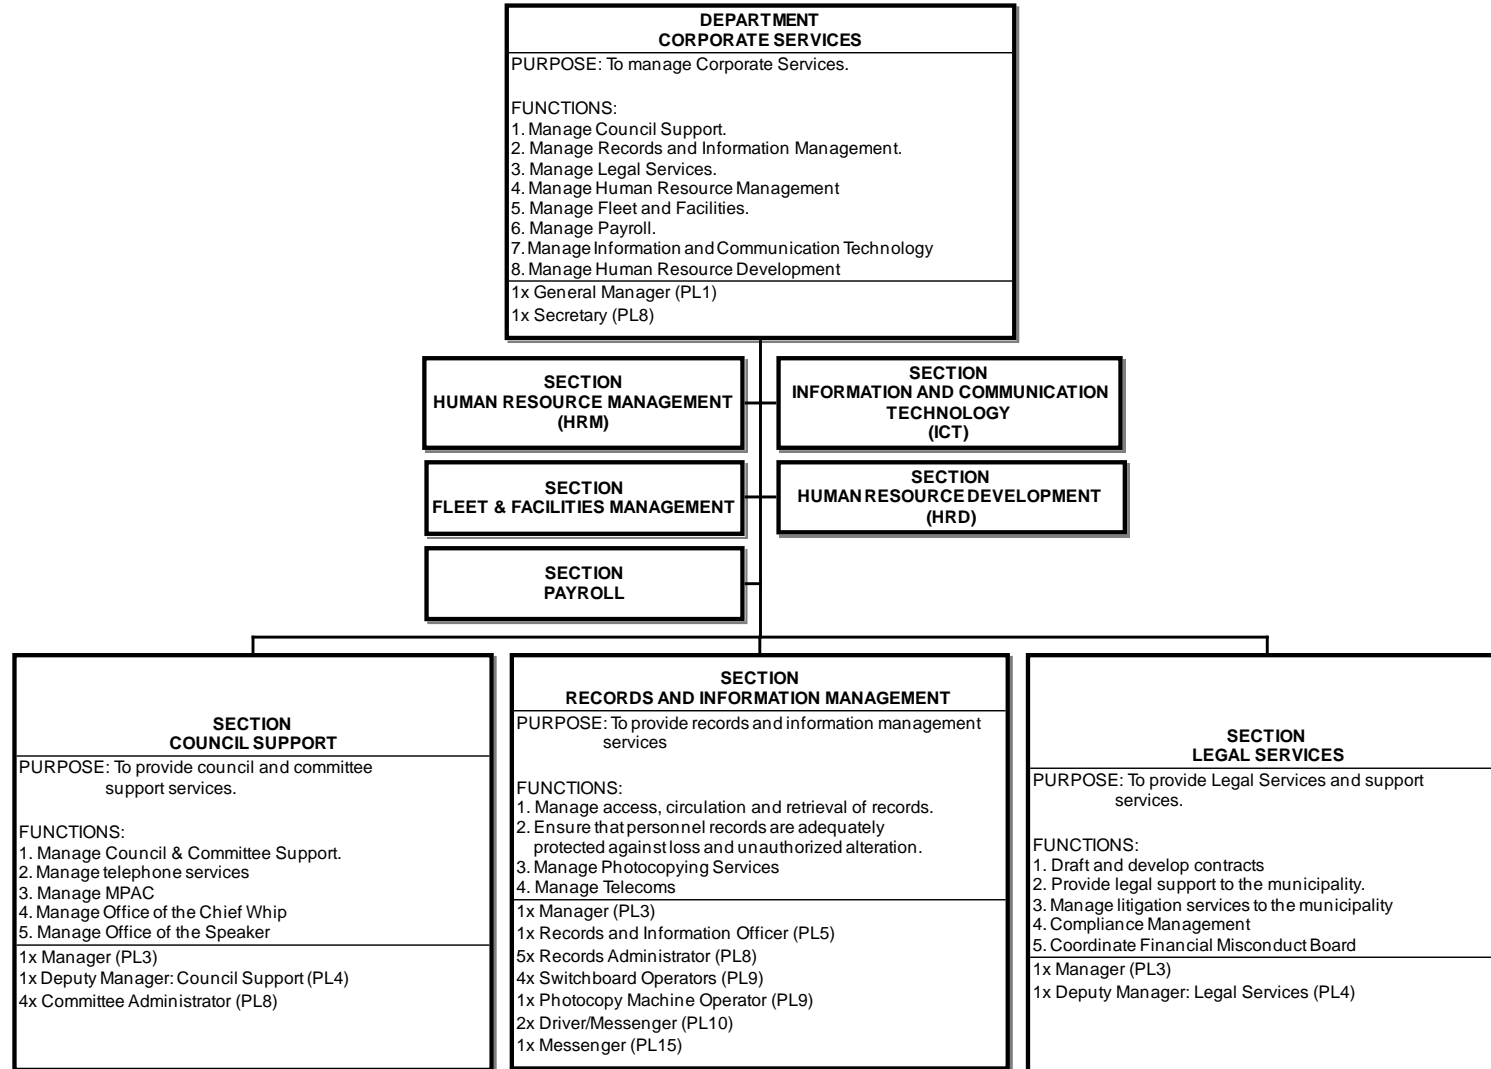 DEPARTMENT
CORPORATE SERVICES
PURPOSE: To manage Corporate Services.
FUNCTIONS:
1. Manage Council Support.
2. Manage Records and Information Management.
3. Manage Legal Services.
4. Manage Human Resource Management
5. Manage Fleet and Facilities.
6. Manage Payroll.
7. Manage Information and Communication Technology
8. Manage Human Resource Development
1x General Manager (PL1)
1x Secretary (PL8)
SECTION
HUMAN RESOURCE MANAGEMENT
(HRM)
SECTION
INFORMATION AND COMMUNICATION
TECHNOLOGY
(ICT)
SECTION
FLEET & FACILITIES MANAGEMENT
SECTION
HUMAN RESOURCE DEVELOPMENT
(HRD)
SECTION
PAYROLL
SECTION
COUNCIL SUPPORT
PURPOSE: To provide council and committee
support services.
FUNCTIONS:
1. Manage Council & Committee Support.
2. Manage telephone services
3. Manage MPAC
4. Manage Office of the Chief Whip
5. Manage Office of the Speaker
1x Manager (PL3)
1x Deputy Manager: Council Support (PL4)
4x Committee Administrator (PL8)
SECTION
RECORDS AND INFORMATION MANAGEMENT
PURPOSE: To provide records and information management
services
FUNCTIONS:
1. Manage access, circulation and retrieval of records.
2. Ensure that personnel records are adequately
protected against loss and unauthorized alteration.
3. Manage Photocopying Services
4. Manage Telecoms
1x Manager (PL3)
1x Records and Information Officer (PL5)
5x Records Administrator (PL8)
4x Switchboard Operators (PL9)
1x Photocopy Machine Operator (PL9)
2x Driver/Messenger (PL10)
1x Messenger (PL15)
SECTION
LEGAL SERVICES
PURPOSE: To provide Legal Services and support
services.
FUNCTIONS:
1. Draft and develop contracts
2. Provide legal support to the municipality.
3. Manage litigation services to the municipality
4. Compliance Management
5. Coordinate Financial Misconduct Board
1x Manager (PL3)
1x Deputy Manager: Legal Services (PL4)